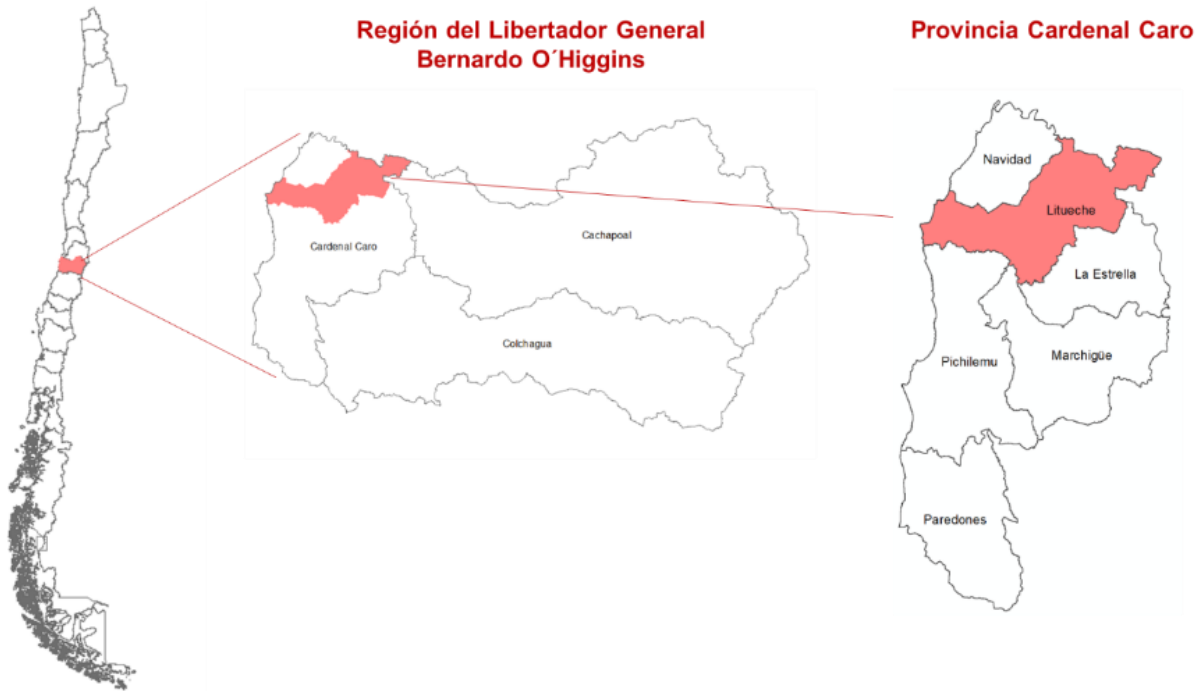 Región del Libertador General
Bernardo O´Higgins
Provincia Cardenal Caro
Cardenal Caro
Cachapoal
Colchagua
Navidad
Litueche
La Estrella
Pichilemu
Marchigüe
Paredones